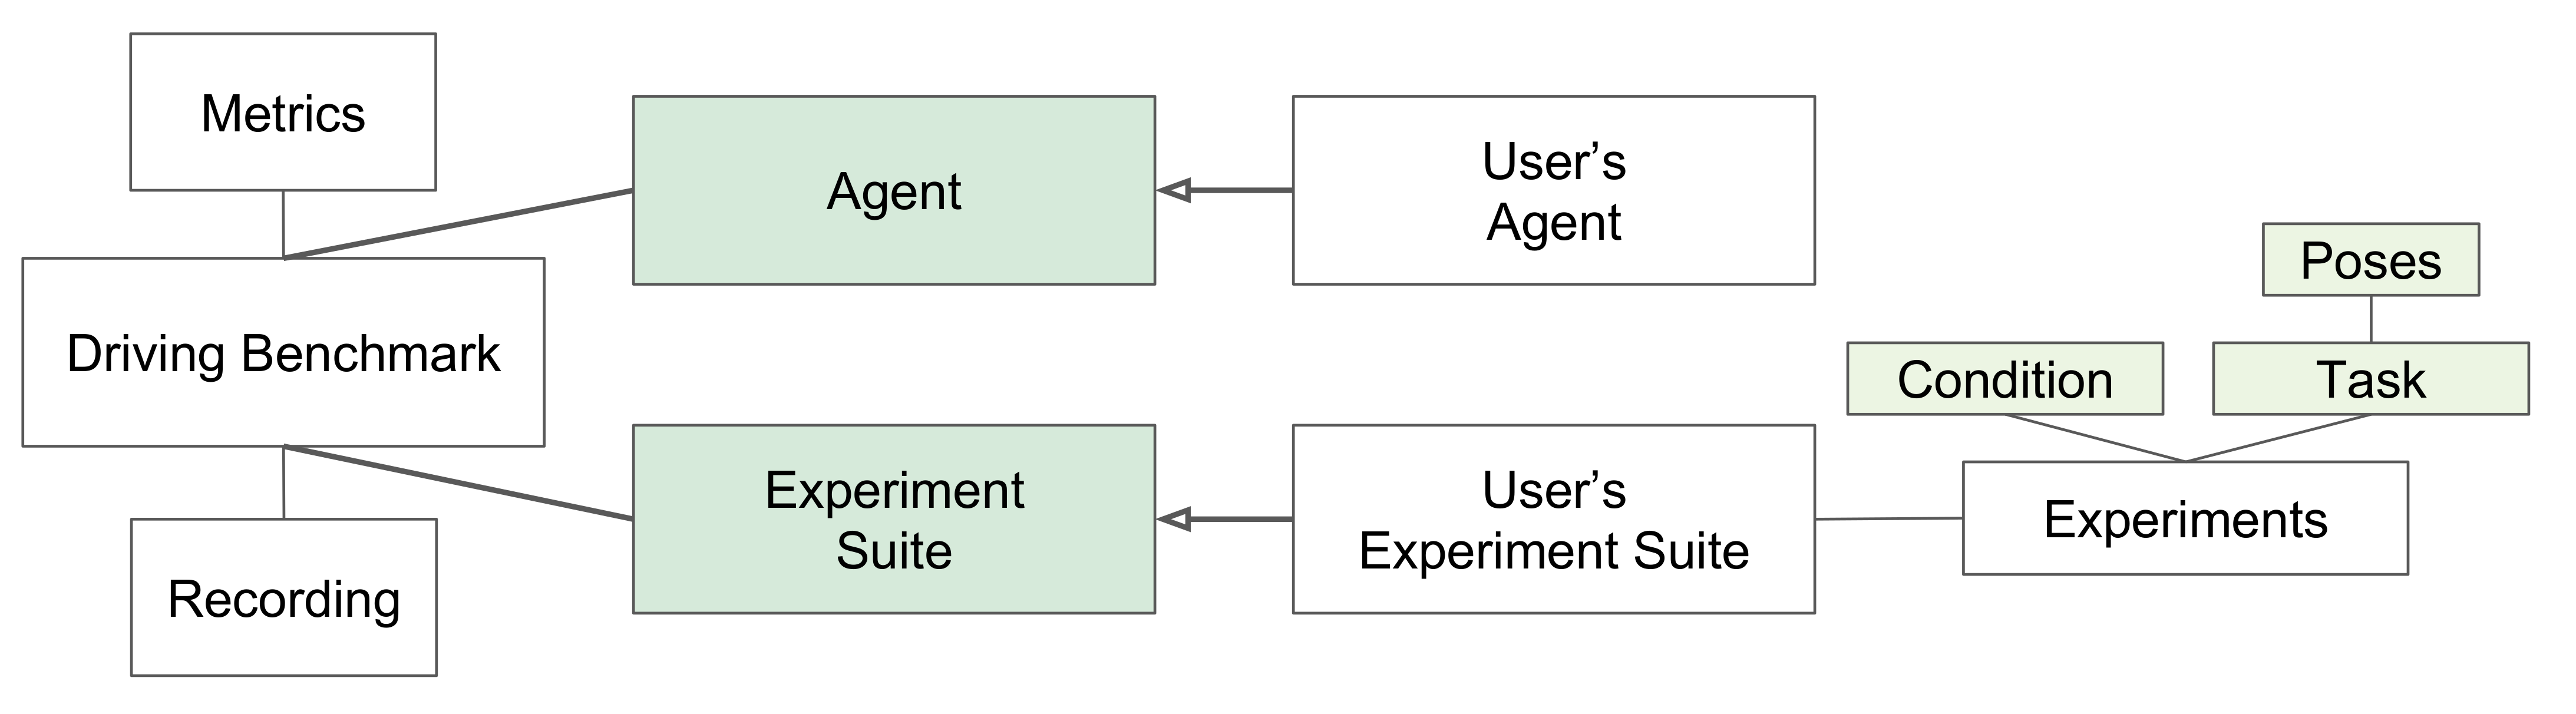 Metrics
Agent
User’s
Agent
Poses
Driving Benchmark
Condition
Task
Experiment
Suite
User’s
Experiment Suite
Experiments
Recording